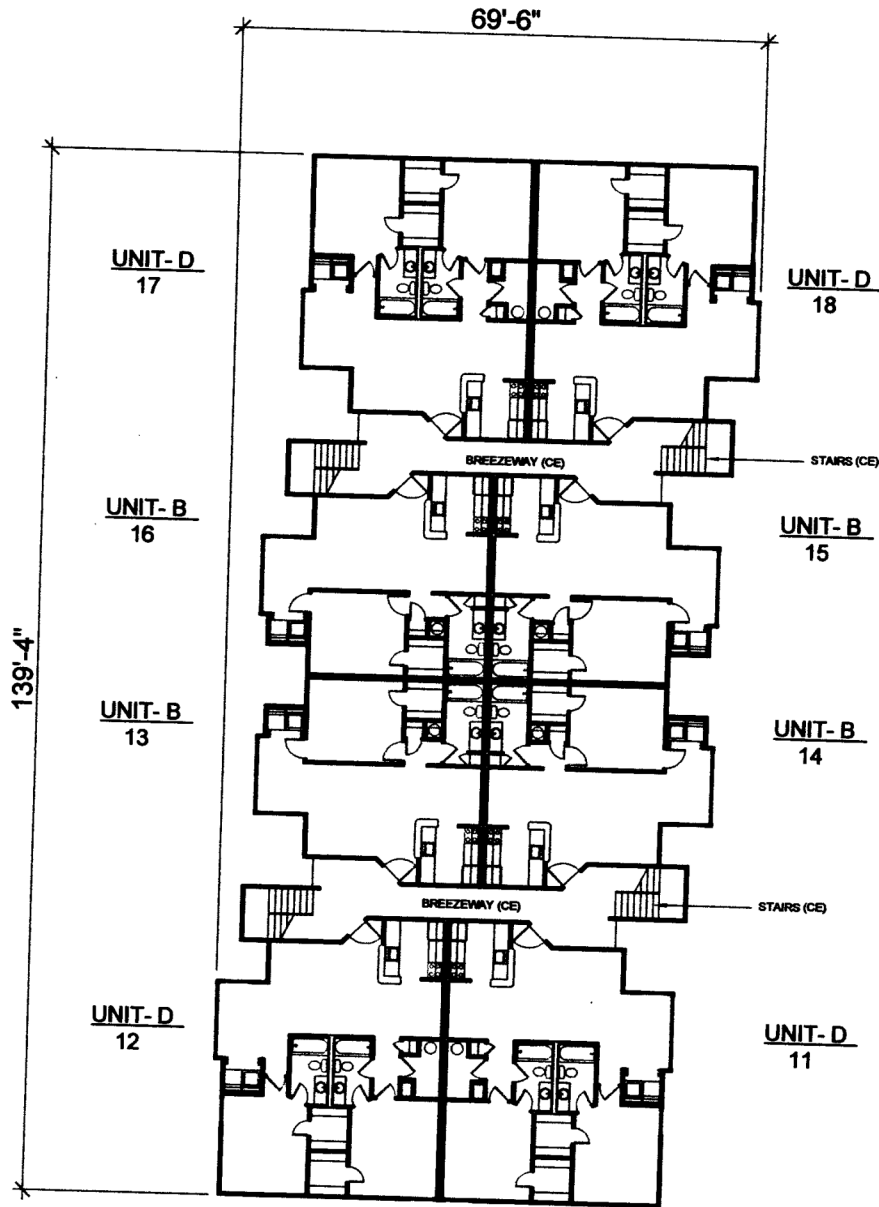 69'-6"
UNIT- D
17
UNIT- D
18
BREEZEWAY (CE)
STAIRS (CE)
UNIT- B
16
UNIT- B
15
139'-4"
UNIT- B
13
UNIT- B
14
BREEZEWAY (CE)
STAIRS (CE)
UNIT- D
12
UNIT- D
11